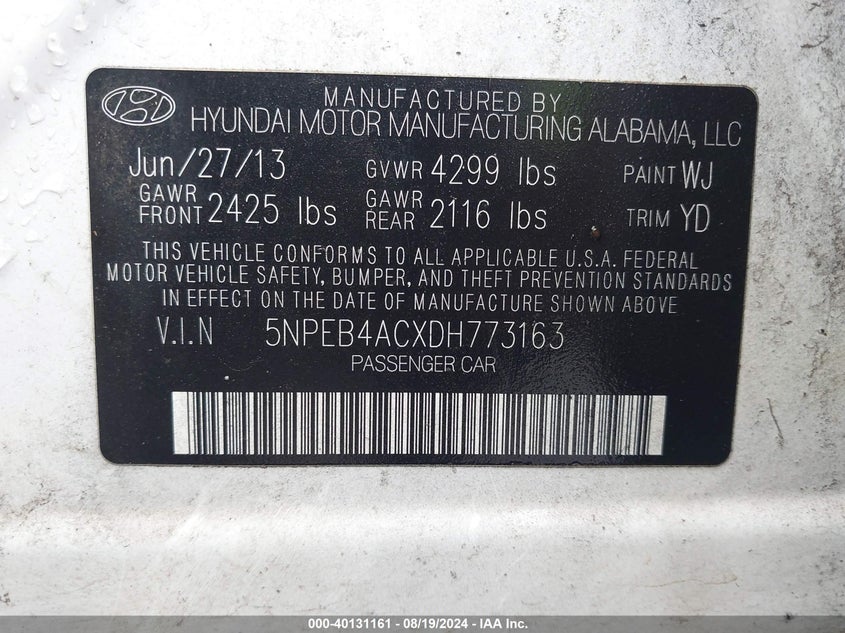 MANUFACTURED BY
HYUNDAI MOTOR MANUFACTURING ALABAMA, LLC
Jun/27/13 GVWR 4299 lbs PAINT WJ
GAWR FRONT 2425 lbs GAWR REAR 2116 lbs TRIM YD
THIS VEHICLE CONFORMS TO ALL APPLICABLE U.S.A. FEDERAL
MOTOR VEHICLE SAFETY, BUMPER, AND THEFT PREVENTION STANDARDS
IN EFFECT ON THE DATE OF MANUFACTURE SHOWN ABOVE
V.I.N 5NPEB4ACXDH773163
PASSENGER CAR
000-40131161 - 08/19/2024 - IAA Inc.